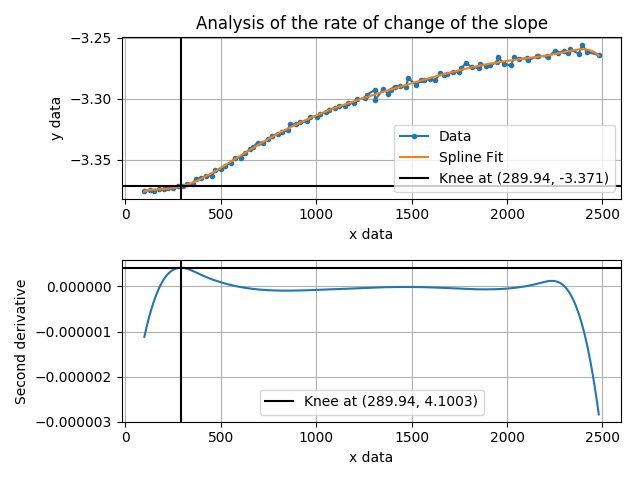 Analysis of the rate of change of the slope
−3.25
−3.30
−3.35
y data
Data
Spline Fit
Knee at (289.94, -3.371)
0
500
1000
1500
2000
2500
x data
0.000000
−0.000001
−0.000002
−0.000003
Second derivative
Knee at (289.94, 4.1003)
0
500
1000
1500
2000
2500
x data